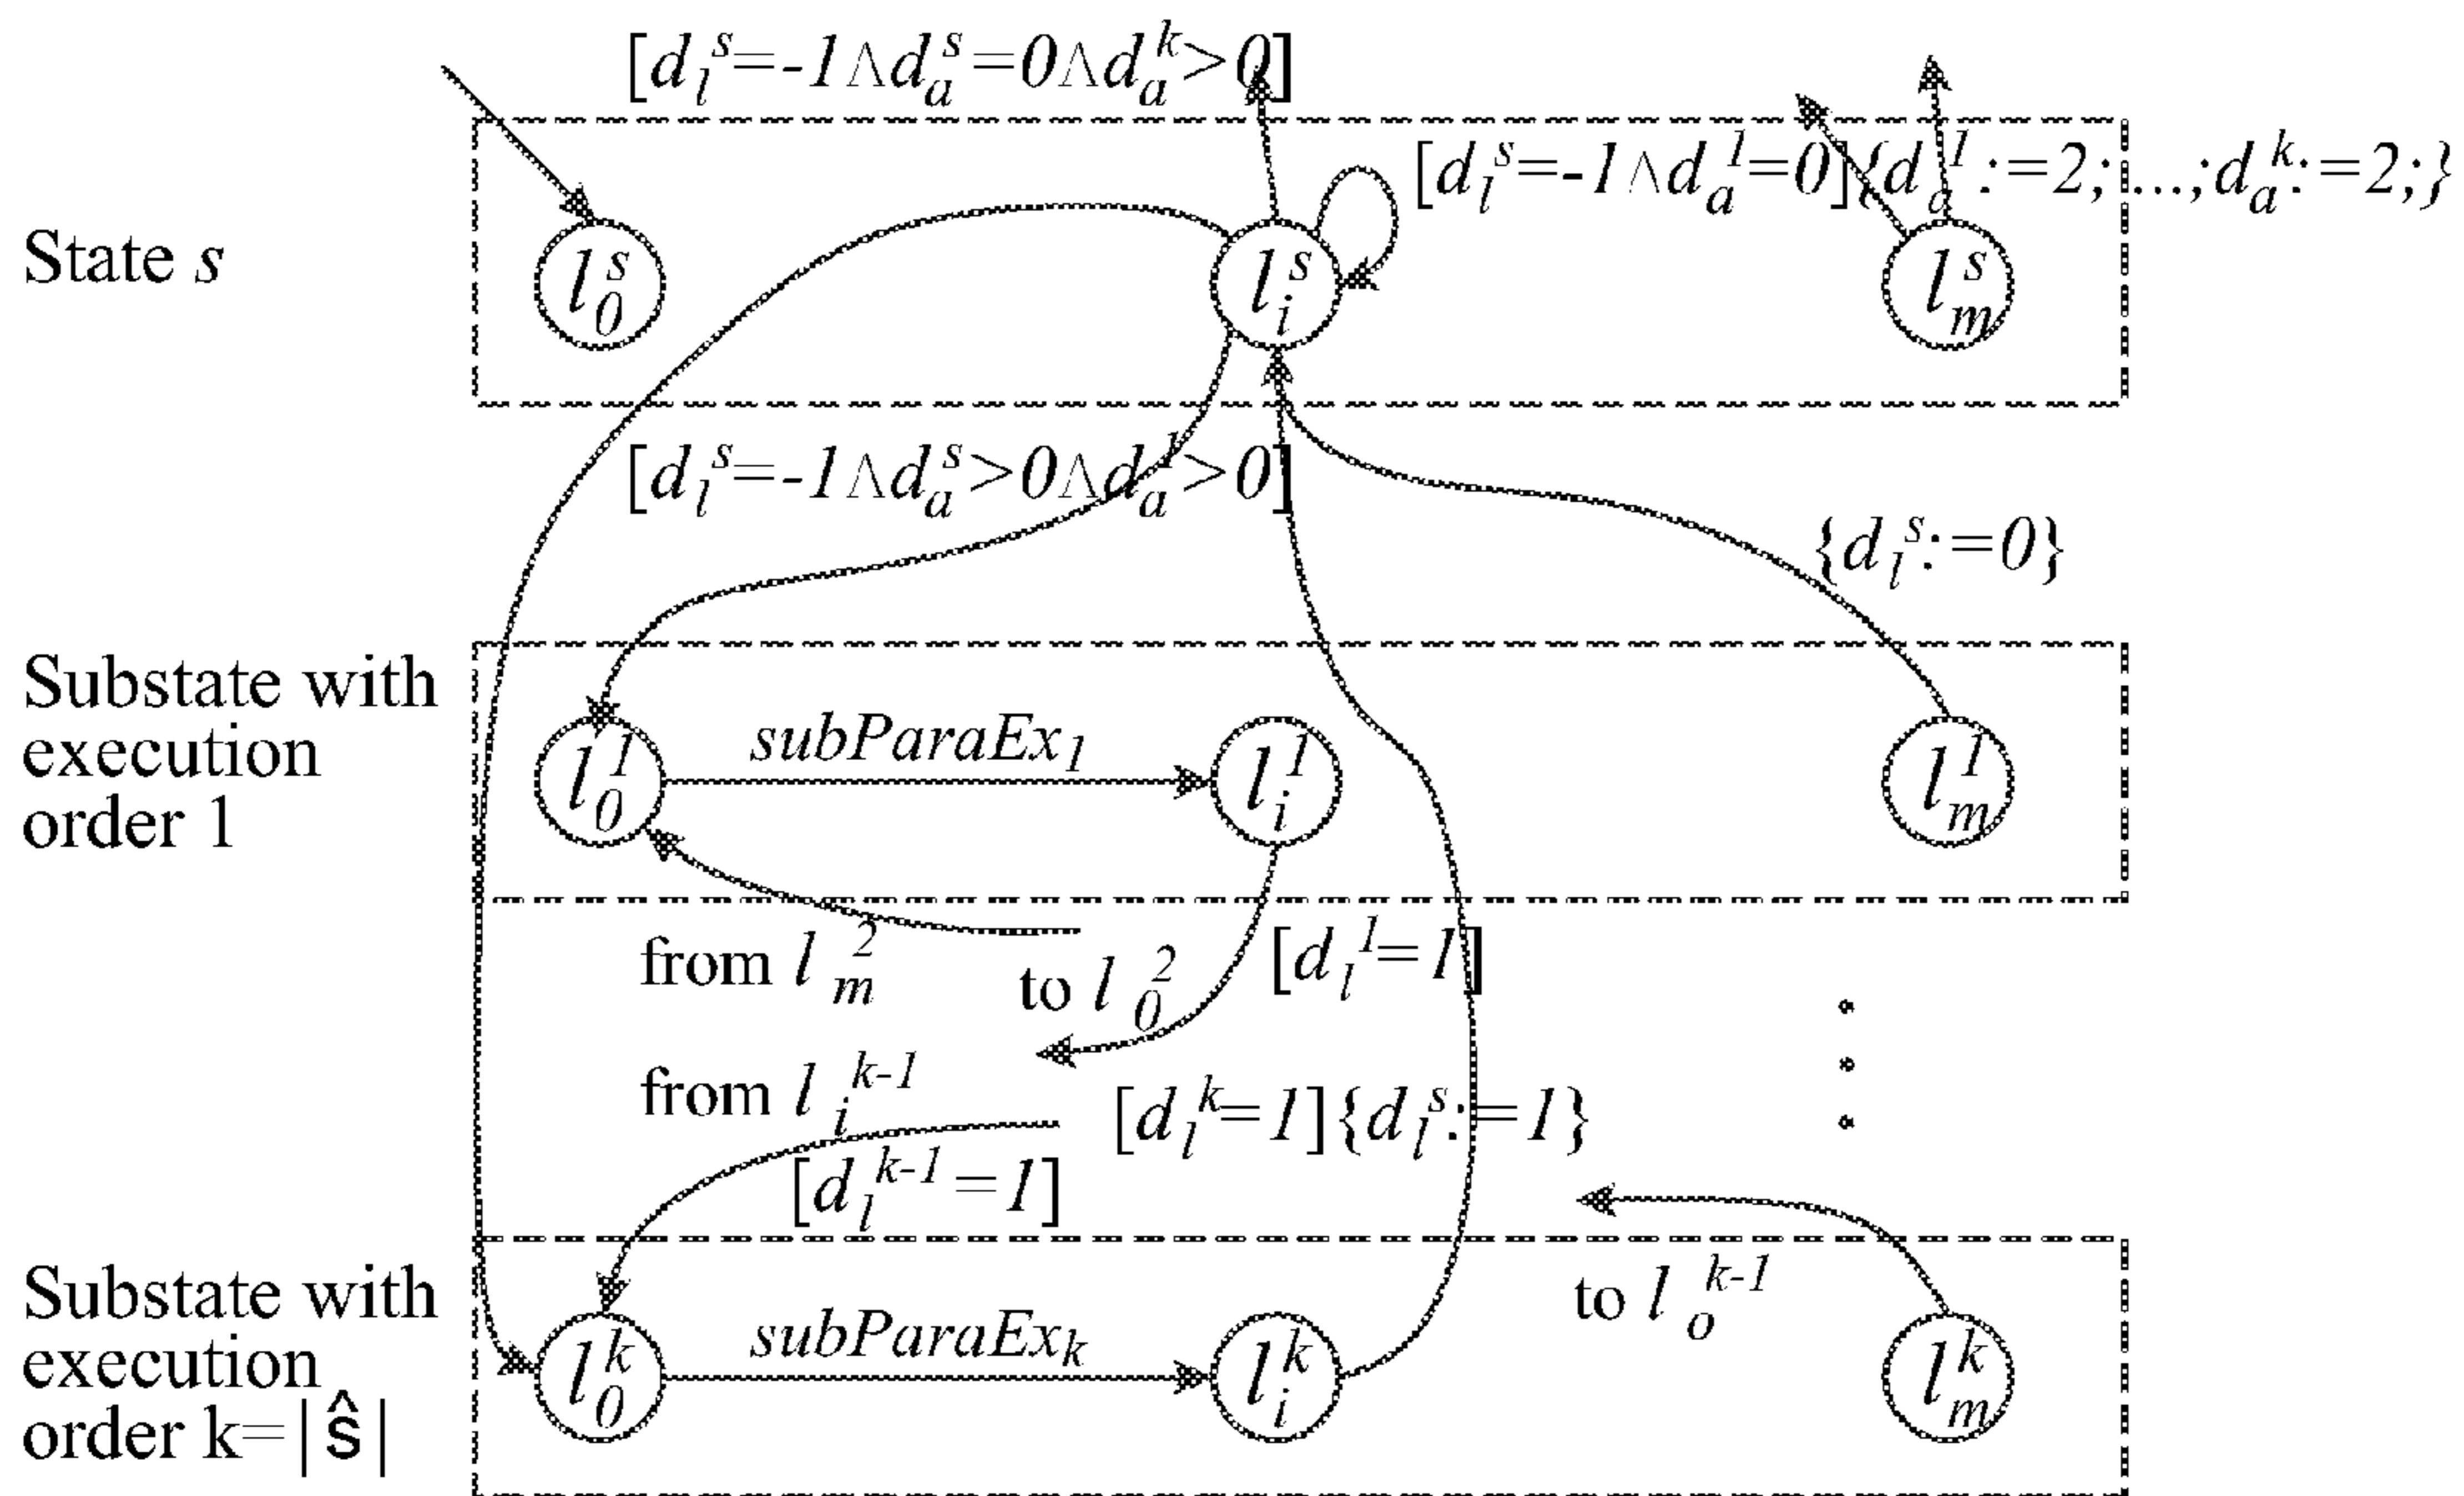 [d_l^s=-1∧d_a^s=0∧d_a^k>0]
[d_l^s=-1∧d_a^1=0]{d_a^1:=2;...;d_a^k:=2;}
State s
l_0^s
l_i^s
l_m^s
[d_l^s=-1∧d_a^s>0∧d_a^1>0]
{d_l^s:=0}
Substate with
execution
order 1
l_0^1
subParaEx_1
l_i^1
l_m^1
from l_m^2
to l_0^2
[d_l^1=1]
from l_i^{k-1}
[d_l^k=1]{d_l^s:=1}
[d_l^{k-1}=1]
to l_o^{k-1}
Substate with
execution
order k=|ŝ|
l_0^k
subParaEx_k
l_i^k
l_m^k